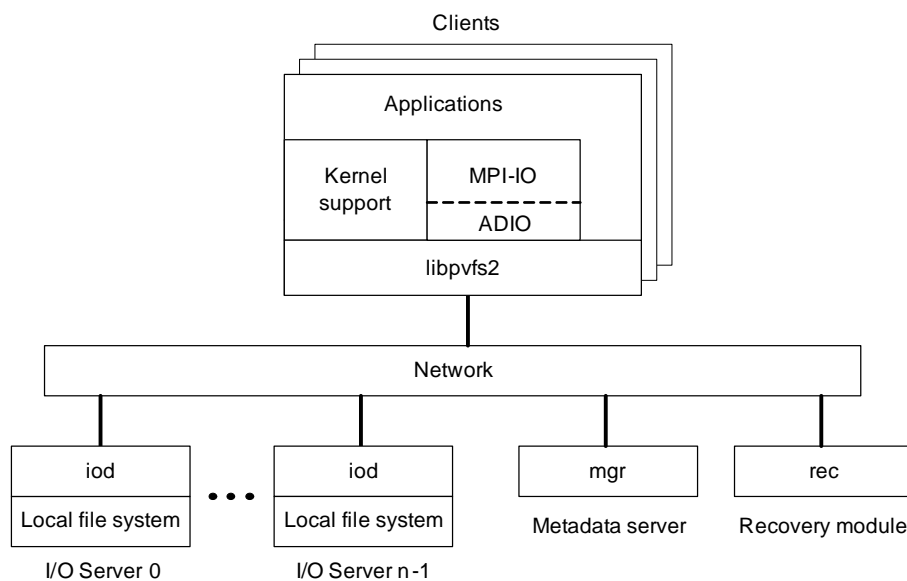 Clients
Applications
Kernel
support
MPI-IO
ADIO
libpvfs2
Network
iod
Local file system
I/O Server 0
iod
Local file system
I/O Server n-1
mgr
Metadata server
rec
Recovery module